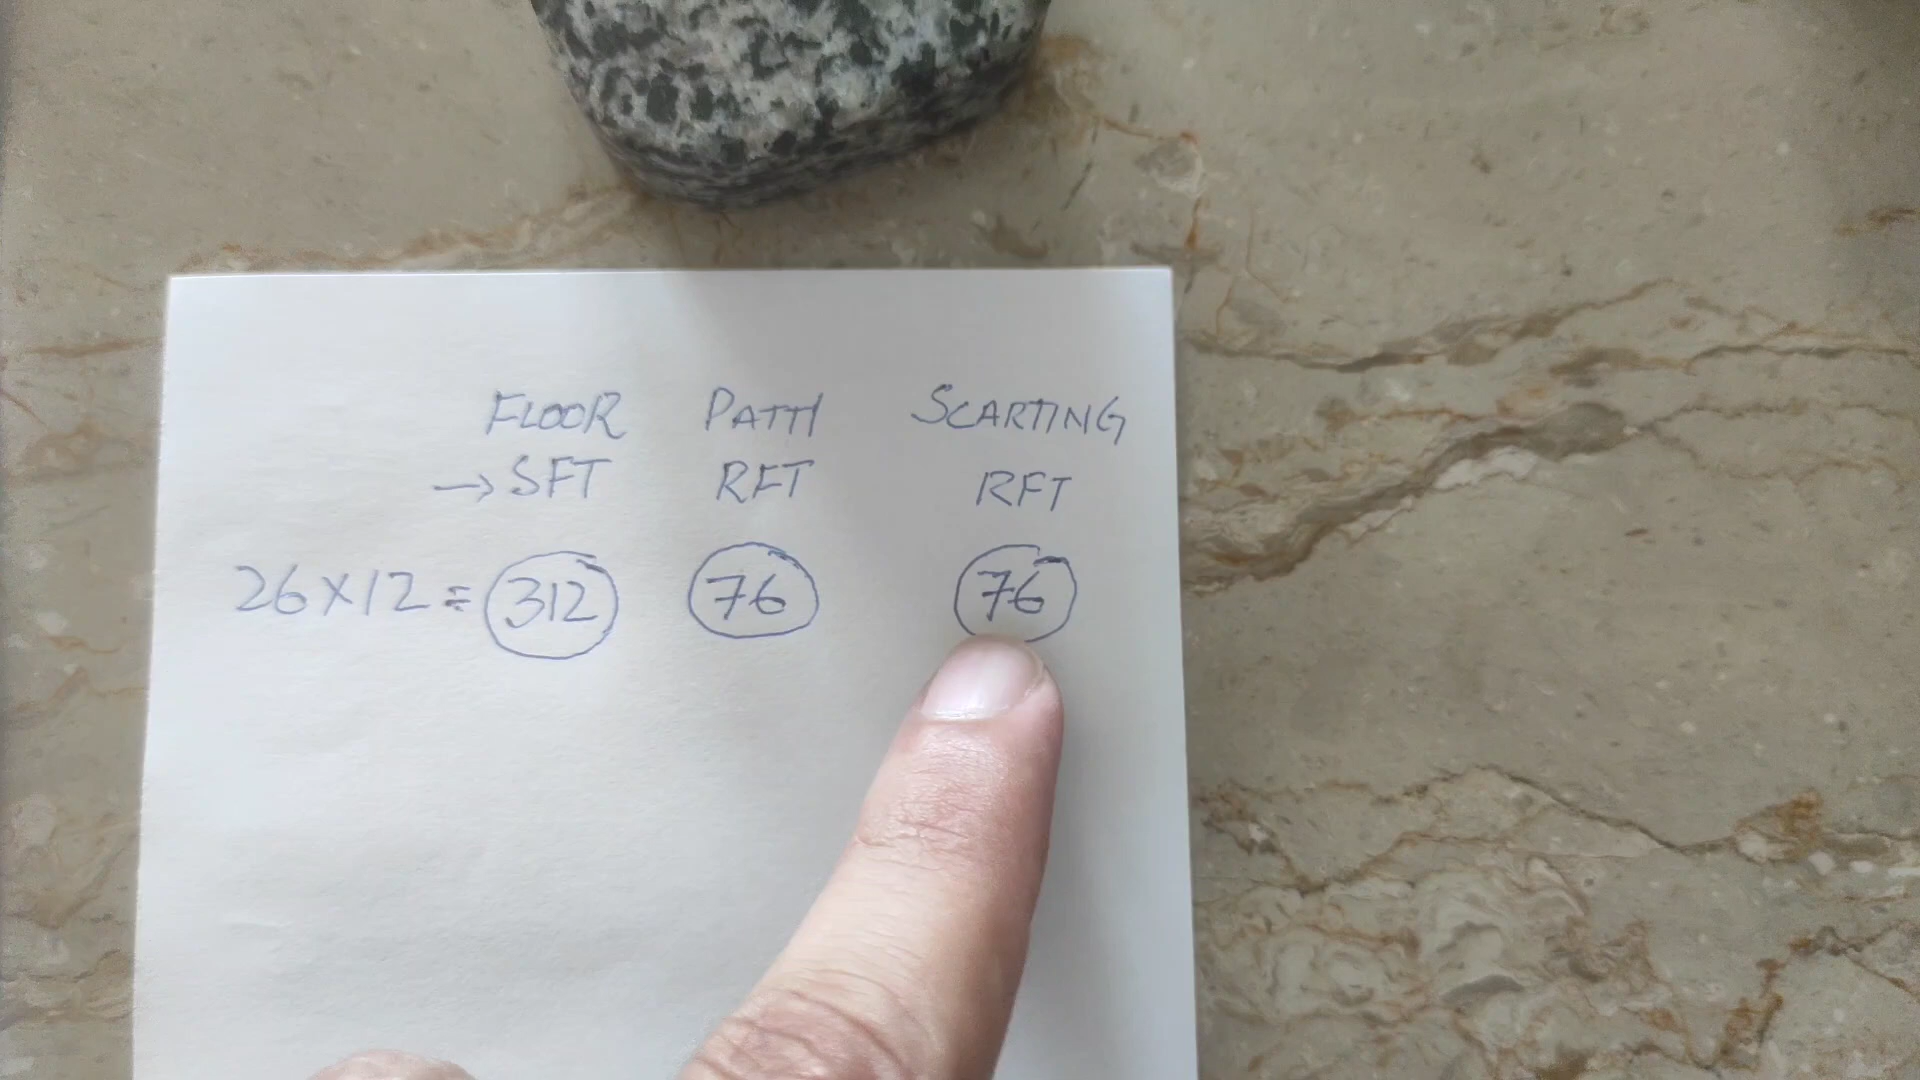 FLOOR PATTI SCARTING
→ SFT RFT RFT
26 x 12 = 312 76 76